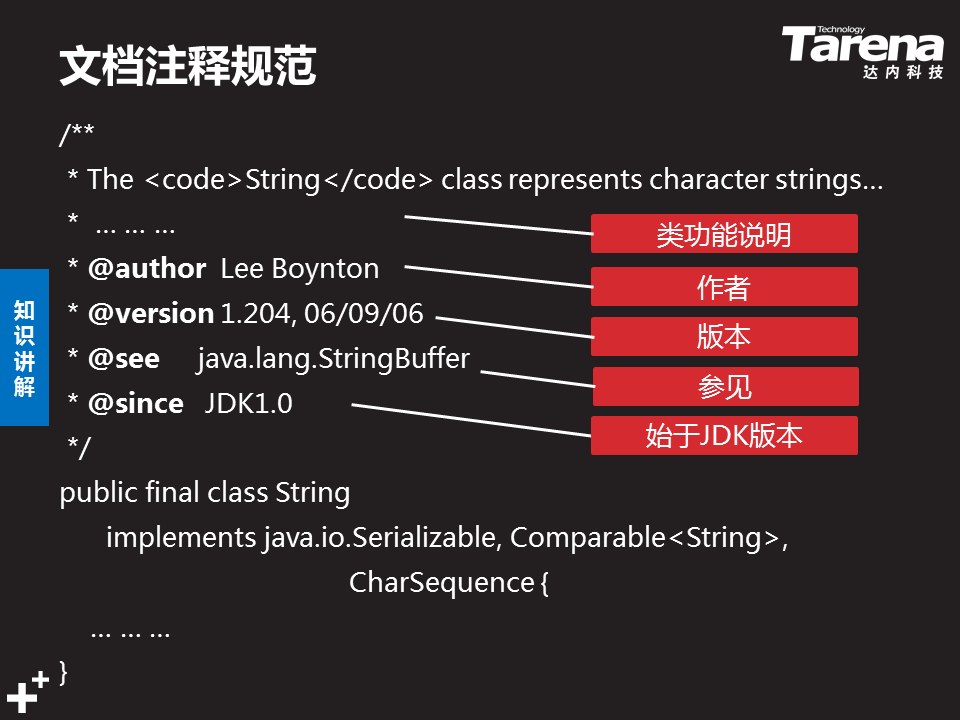 文档注释规范
Technology
Tarena
达内科技
/**
* The <code>String</code> class represents character strings…
* … … …
类功能说明
* @author Lee Boynton
作者
* @version 1.204, 06/09/06
版本
* @see java.lang.StringBuffer
参见
* @since JDK1.0
始于JDK版本
*/
知识讲解
public final class String
implements java.io.Serializable, Comparable<String>,
CharSequence {
… … …
}